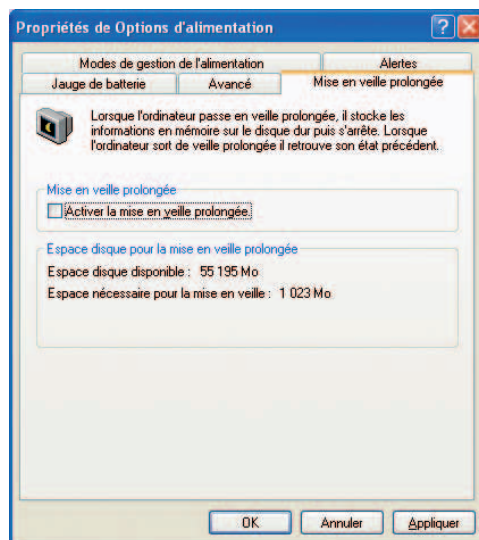 Propriétés de Options d'alimentation
Modes de gestion de l'alimentation
Alertes
Jauge de batterie
Avancé
Mise en veille prolongée
Lorsque l'ordinateur passe en veille prolongée, il stocke les
informations en mémoire sur le disque dur puis s'arrête. Lorsque
l'ordinateur sort de veille prolongée il retrouve son état précédent.
Mise en veille prolongée
Activer la mise en veille prolongée.
Espace disque pour la mise en veille prolongée
Espace disque disponible : 55 195 Mo
Espace nécessaire pour la mise en veille : 1 023 Mo
OK
Annuler
Appliquer